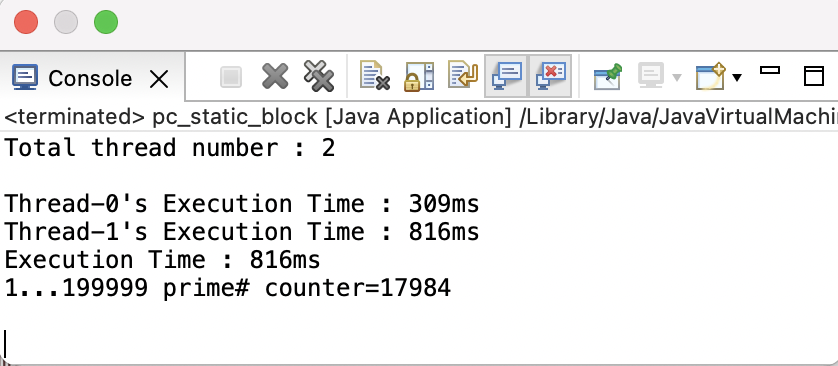 Console
<terminated> pc_static_block [Java Application] /Library/Java/JavaVirtualMachi
Total thread number : 2
Thread-0's Execution Time : 309ms
Thread-1's Execution Time : 816ms
Execution Time : 816ms
1...199999 prime# counter=17984